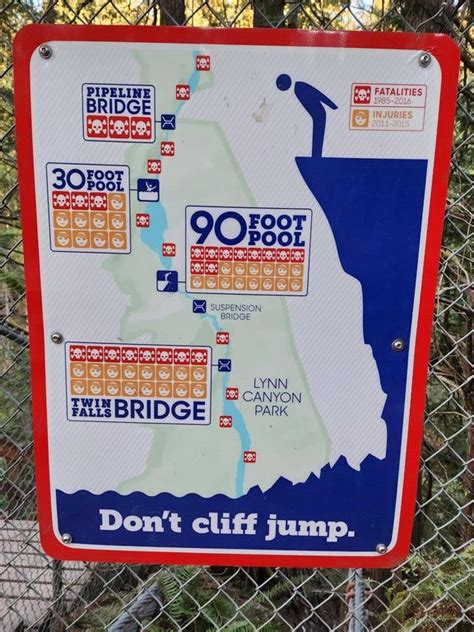 PIPELINE
BRIDGE
FATALITIES
1985-2016
INJURIES
2011-2015
30 FOOT
POOL
90 FOOT
POOL
SUSPENSION
BRIDGE
LYNN
CANYON
PARK
TWIN
FALLS BRIDGE
Don't cliff jump.